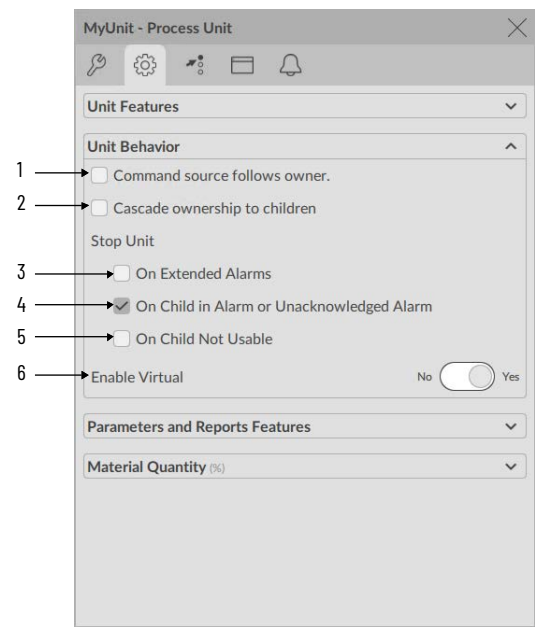 MyUnit - Process Unit
Unit Features
Unit Behavior
1 Command source follows owner.
2 Cascade ownership to children
Stop Unit
3 On Extended Alarms
4 On Child in Alarm or Unacknowledged Alarm
5 On Child Not Usable
6 Enable Virtual No Yes
Parameters and Reports Features
Material Quantity (%)